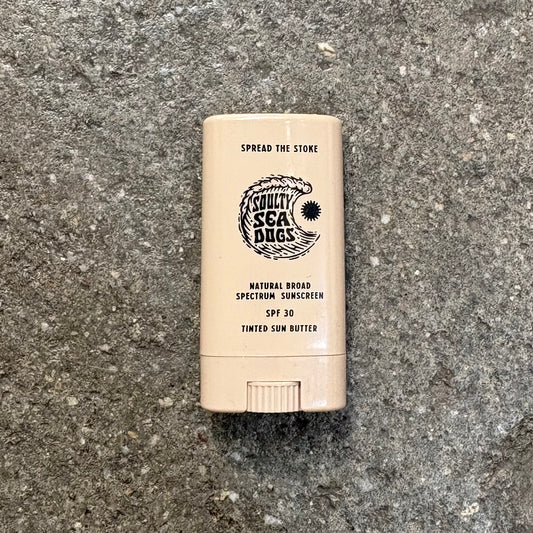 SPREAD THE STOKE
SOULTY
SEA
DOGS
NATURAL BROAD
SPECTRUM SUNSCREEN
SPF 30
TINTED SUN BUTTER